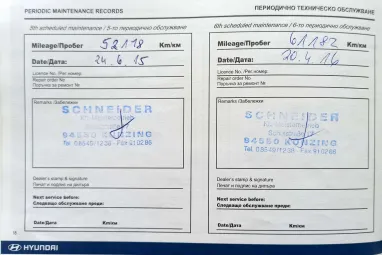 PERIODIC MAINTENANCE RECORDS
5th scheduled maintenance / 5-то периодично обслужване
Mileage/Пробег 52118 Km/км
Date/Дата: 24.6.15
Licence No./Рег.номер
Repair order No./
Поръчка за ремонт No.
Remarks /Забележки
SCHNEIDER
94550 KÜNZING
Dealer's stamp & signature
Печат и подпис на дилъра
Next service before:
Следващо обслужване преди:
Date/Дата Km/км
HYUNDAI
ПЕРИОДИЧНО ТЕХНИЧЕСКО ОБСЛУЖВАНЕ
6th scheduled maintenance / 6-то периодично обслужване
Mileage/Пробег 61182 Km/км
Date/Дата: 20.4.16
Licence No./Рег.номер
Repair order No./
Поръчка за ремонт No.
Remarks /Забележки
SCHNEIDER
94550 KÜNZING
Dealer's stamp & signature
Печат и подпис на дилъра
Next service before:
Следващо обслужване преди:
Date/Дата Km/км